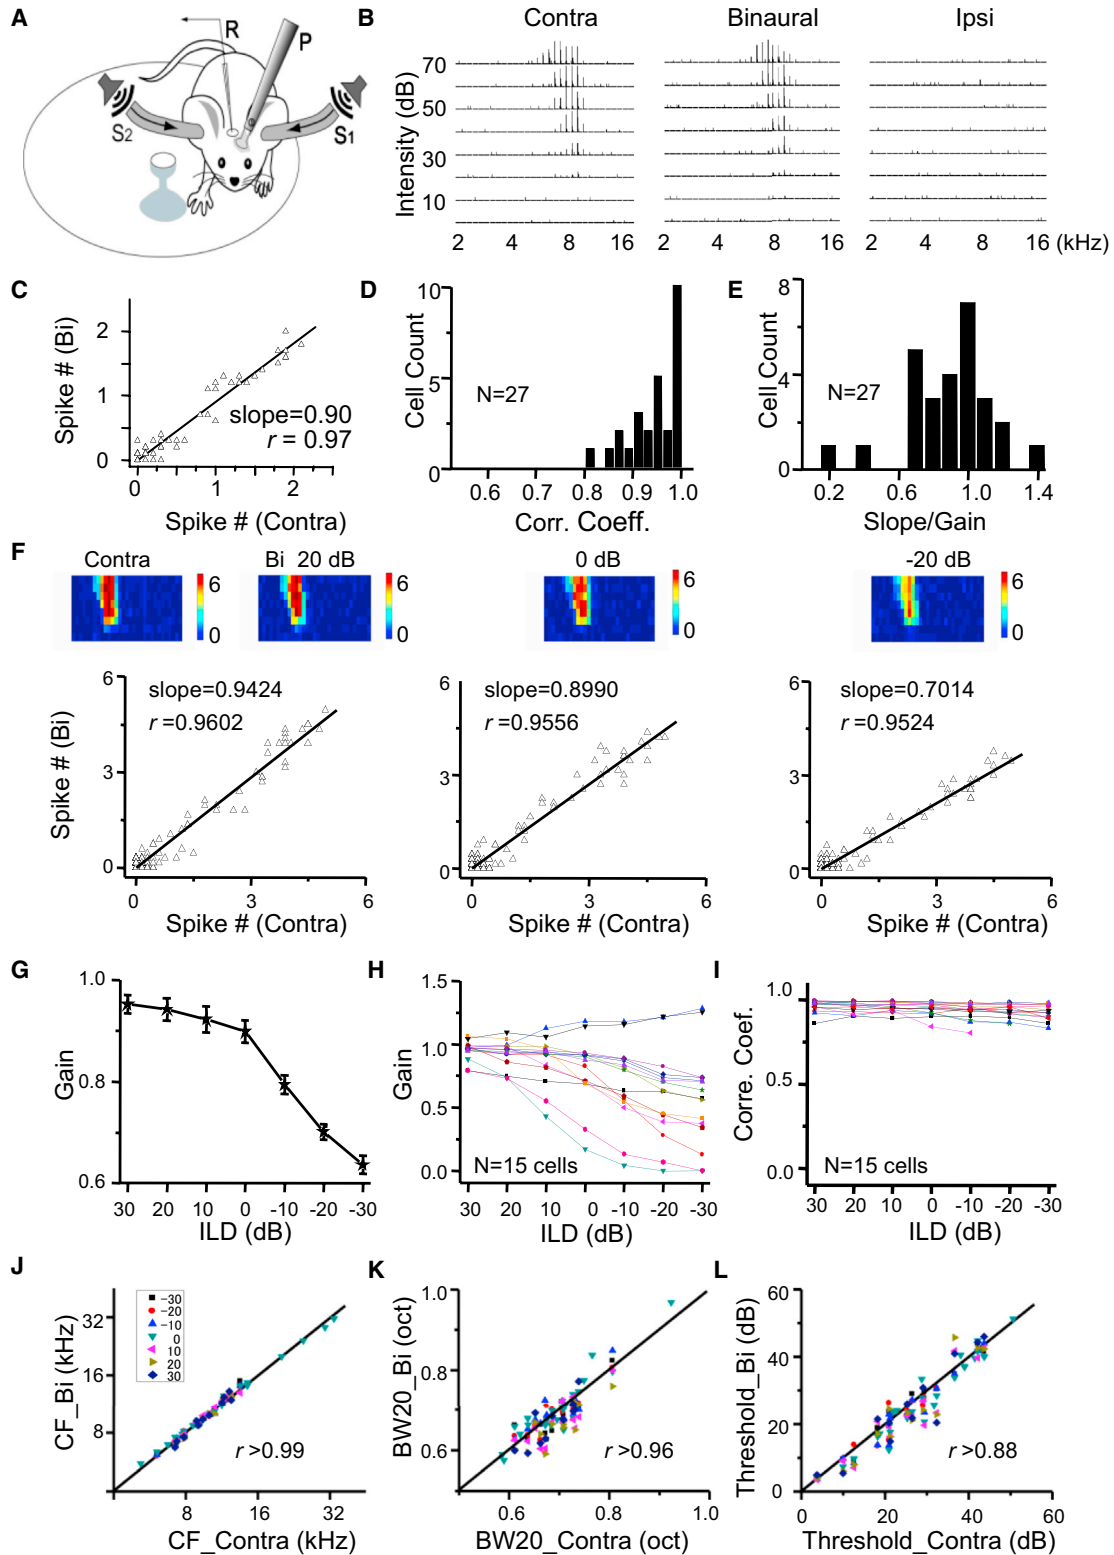 A
R
P
S2
S1
B
Contra
Binaural
Ipsi
Intensity (dB)
70
50
30
10
2 4 8 16
2 4 8 16
2 4 8 16 (kHz)
C
Spike # (Bi)
2
1
0
slope=0.90
r = 0.97
0 1 2
Spike # (Contra)
D
Cell Count
10
5
0
N=27
0.6 0.7 0.8 0.9 1.0
Corr. Coeff.
E
Cell Count
8
4
0
N=27
0.2 0.6 1.0 1.4
Slope/Gain
F
Contra
6
0
Bi 20 dB
6
0
0 dB
6
0
-20 dB
6
0
Spike # (Bi)
6
3
0
slope=0.9424
r =0.9602
0 3 6
Spike # (Contra)
6
3
0
slope=0.8990
r =0.9556
0 3 6
Spike # (Contra)
6
3
0
slope=0.7014
r =0.9524
0 3 6
Spike # (Contra)
G
Gain
1.0
0.8
0.6
30 20 10 0 -10 -20 -30
ILD (dB)
H
Gain
1.5
1.0
0.5
0.0
N=15 cells
30 20 10 0 -10 -20 -30
ILD (dB)
I
Corre. Coef.
1.0
0.5
0.0
N=15 cells
30 20 10 0 -10 -20 -30
ILD (dB)
J
CF_Bi (kHz)
32
16
8
-30
-20
-10
0
10
20
30
r >0.99
8 16 32
CF_Contra (kHz)
K
BW20_Bi (oct)
1.0
0.8
0.6
r >0.96
0.6 0.8 1.0
BW20_Contra (oct)
L
Threshold_Bi (dB)
60
40
20
0
r >0.88
0 20 40 60
Threshold_Contra (dB)